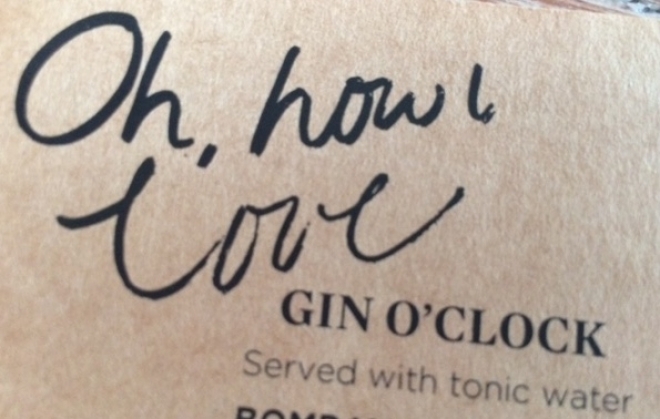 Oh, how I
love
GIN O'CLOCK
Served with tonic water